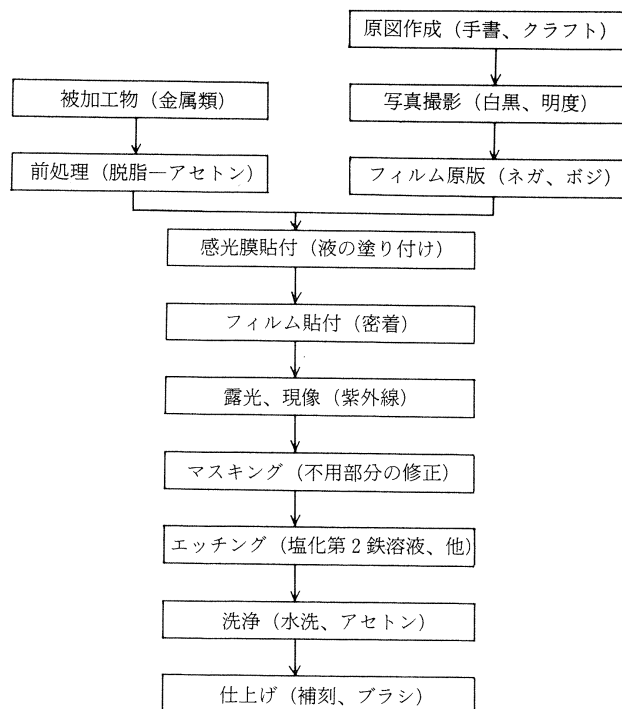 原図作成（手書、クラフト）
被加工物（金属類）
写真撮影（白黒、明度）
前処理（脱脂―アセトン）
フィルム原版（ネガ、ボジ）
感光膜貼付（液の塗り付け）
フィルム貼付（密着）
露光、現像（紫外線）
マスキング（不用部分の修正）
エッチング（塩化第２鉄溶液、他）
洗浄（水洗、アセトン）
仕上げ（補刻、ブラシ）